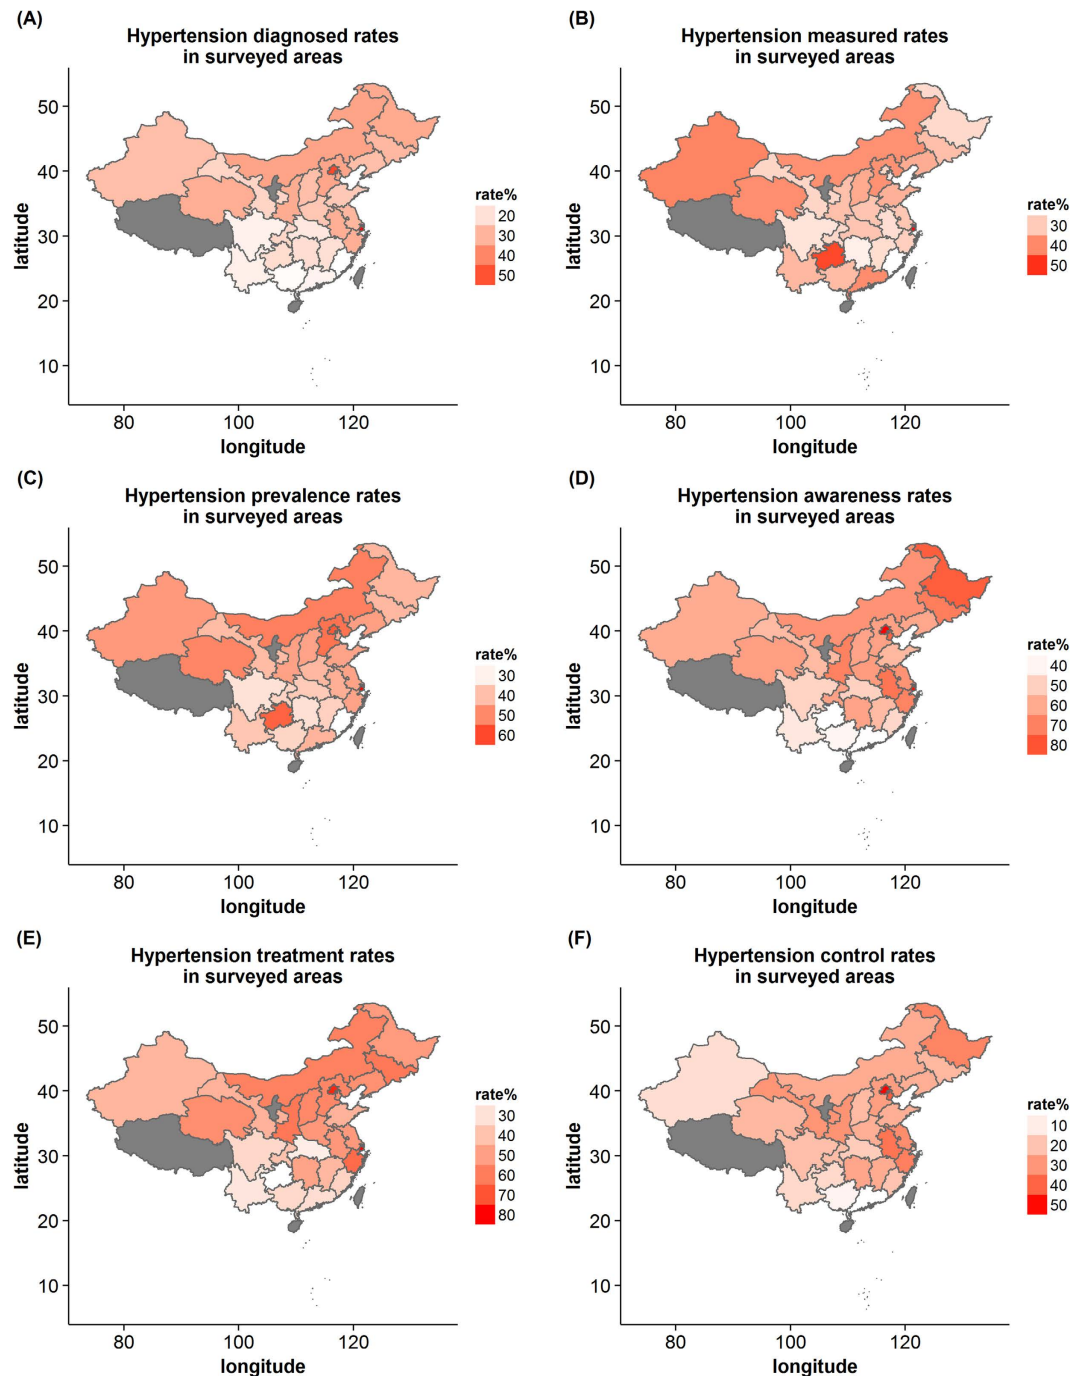 (A)
Hypertension diagnosed rates
in surveyed areas
50
40
30
20
10
latitude
80 100 120
longitude
rate%
20
30
40
50
(B)
Hypertension measured rates
in surveyed areas
50
40
30
20
10
latitude
80 100 120
longitude
rate%
30
40
50
(C)
Hypertension prevalence rates
in surveyed areas
50
40
30
20
10
latitude
80 100 120
longitude
rate%
30
40
50
60
(D)
Hypertension awareness rates
in surveyed areas
50
40
30
20
10
latitude
80 100 120
longitude
rate%
40
50
60
70
80
(E)
Hypertension treatment rates
in surveyed areas
50
40
30
20
10
latitude
80 100 120
longitude
rate%
30
40
50
60
70
80
(F)
Hypertension control rates
in surveyed areas
50
40
30
20
10
latitude
80 100 120
longitude
rate%
10
20
30
40
50